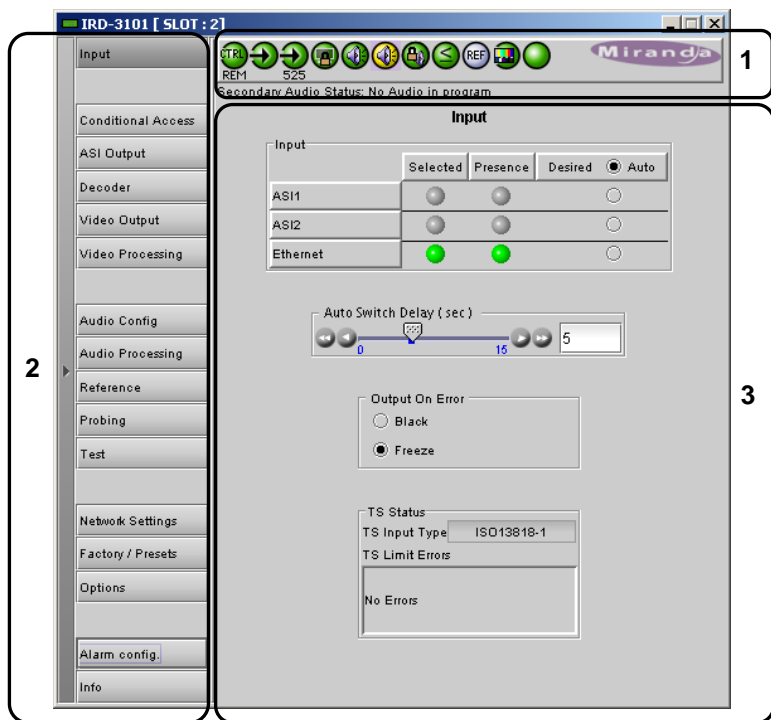 IRD-3101 [ SLOT : 2]
CTRL REF Miranda
REM 525
Secondary Audio Status: No Audio in program
1
2
3
Input
Conditional Access
ASI Output
Decoder
Video Output
Video Processing
Audio Config
Audio Processing
Reference
Probing
Test
Network Settings
Factory / Presets
Options
Alarm config.
Info
Input
Input
Selected Presence Desired Auto
ASI1
ASI2
Ethernet
Auto Switch Delay ( sec )
0 15 5
Output On Error
Black
Freeze
TS Status
TS Input Type ISO13818-1
TS Limit Errors
No Errors